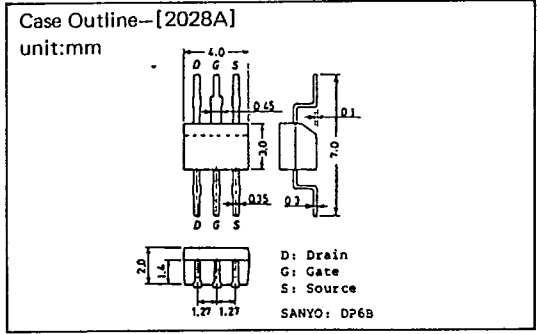 Case Outline–[2028A]
unit:mm
4.0
D G S
0.45
0.1
3.0
7.0
0.35
0.3
D G S
2.0
1.4
1.27 1.27
D: Drain
G: Gate
S: Source
SANYO: DP6B